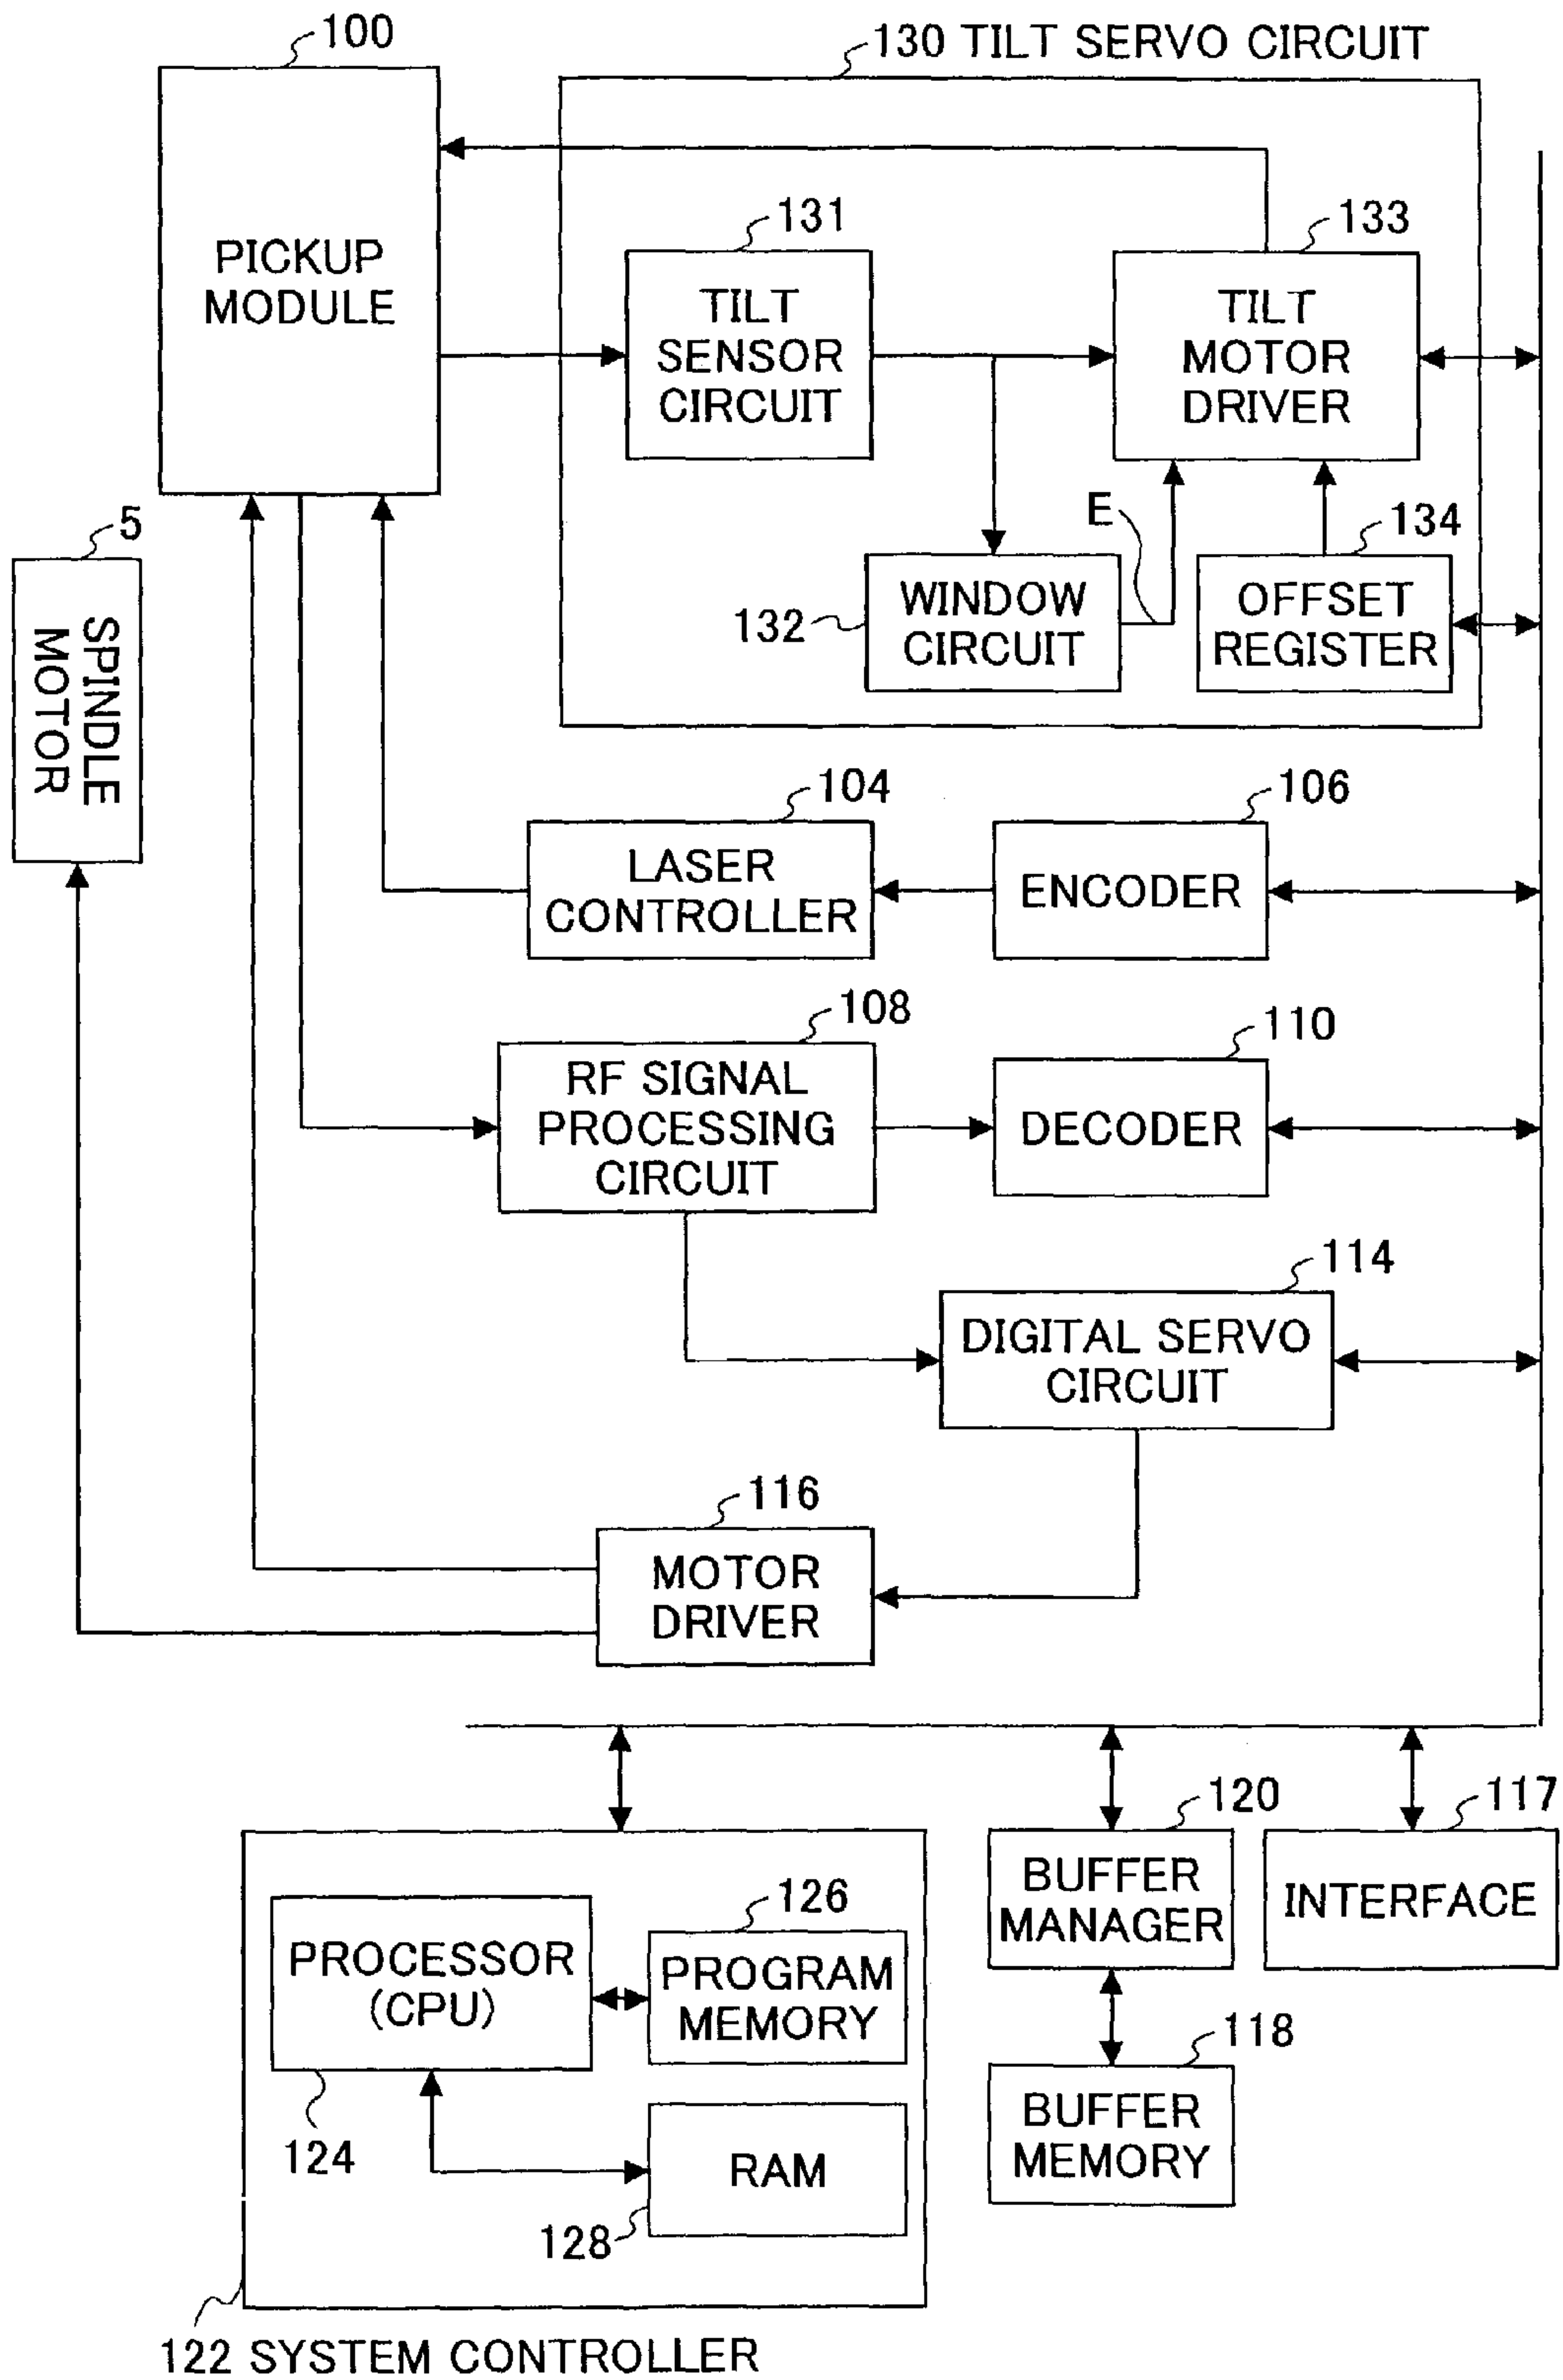 100
130 TILT SERVO CIRCUIT
PICKUP
MODULE
131
TILT
SENSOR
CIRCUIT
133
TILT
MOTOR
DRIVER
E
134
5
SPINDLE
MOTOR
132
WINDOW
CIRCUIT
OFFSET
REGISTER
104
LASER
CONTROLLER
106
ENCODER
108
RF SIGNAL
PROCESSING
CIRCUIT
110
DECODER
114
DIGITAL SERVO
CIRCUIT
116
MOTOR
DRIVER
120
BUFFER
MANAGER
117
INTERFACE
PROCESSOR
(CPU)
126
PROGRAM
MEMORY
118
BUFFER
MEMORY
124
RAM
128
122 SYSTEM CONTROLLER